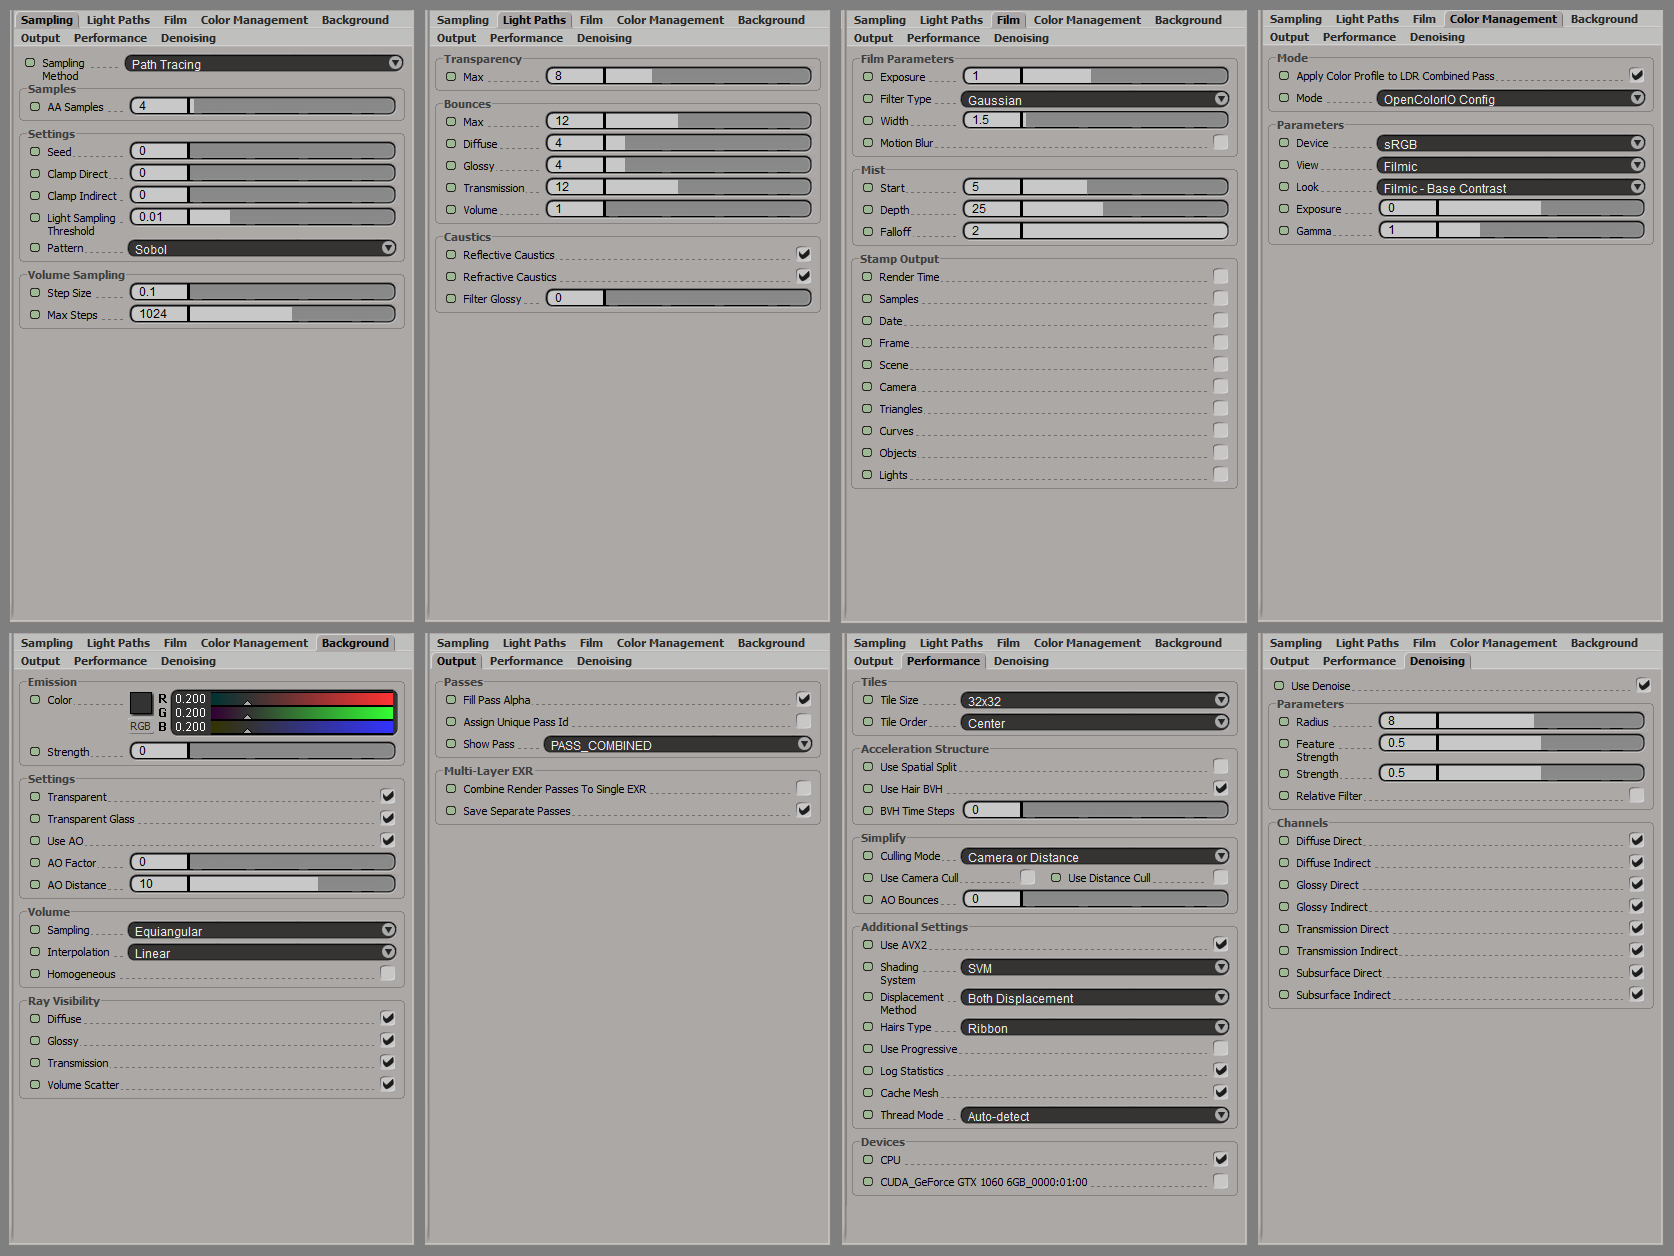 Sampling Light Paths Film Color Management Background
Output Performance Denoising
Sampling Method Path Tracing
Samples
AA Samples 4
Settings
Seed 0
Clamp Direct 0
Clamp Indirect 0
Light Sampling Threshold 0.01
Pattern Sobol
Volume Sampling
Step Size 0.1
Max Steps 1024
Sampling Light Paths Film Color Management Background
Output Performance Denoising
Transparency
Max 8
Bounces
Max 12
Diffuse 4
Glossy 4
Transmission 12
Volume 1
Caustics
Reflective Caustics
Refractive Caustics
Filter Glossy 0
Sampling Light Paths Film Color Management Background
Output Performance Denoising
Film Parameters
Exposure 1
Filter Type Gaussian
Width 1.5
Motion Blur
Mist
Start 5
Depth 25
Falloff 2
Stamp Output
Render Time
Samples
Date
Frame
Scene
Camera
Triangles
Curves
Objects
Lights
Sampling Light Paths Film Color Management Background
Output Performance Denoising
Mode
Apply Color Profile to LDR Combined Pass
Mode OpenColorIO Config
Parameters
Device sRGB
View Filmic
Look Filmic - Base Contrast
Exposure 0
Gamma 1
Sampling Light Paths Film Color Management Background
Output Performance Denoising
Emission
Color R 0.200
G 0.200
RGB B 0.200
Strength 0
Settings
Transparent
Transparent Glass
Use AO
AO Factor 0
AO Distance 10
Volume
Sampling Equiangular
Interpolation Linear
Homogeneous
Ray Visibility
Diffuse
Glossy
Transmission
Volume Scatter
Sampling Light Paths Film Color Management Background
Output Performance Denoising
Passes
Fill Pass Alpha
Assign Unique Pass Id
Show Pass PASS_COMBINED
Multi-Layer EXR
Combine Render Passes To Single EXR
Save Separate Passes
Sampling Light Paths Film Color Management Background
Output Performance Denoising
Tiles
Tile Size 32x32
Tile Order Center
Acceleration Structure
Use Spatial Split
Use Hair BVH
BVH Time Steps 0
Simplify
Culling Mode Camera or Distance
Use Camera Cull Use Distance Cull
AO Bounces 0
Additional Settings
Use AVX2
Shading System SVM
Displacement Method Both Displacement
Hairs Type Ribbon
Use Progressive
Log Statistics
Cache Mesh
Thread Mode Auto-detect
Devices
CPU
CUDA_GeForce GTX 1060 6GB_0000:01:00
Sampling Light Paths Film Color Management Background
Output Performance Denoising
Use Denoise
Parameters
Radius 8
Feature Strength 0.5
Strength 0.5
Relative Filter
Channels
Diffuse Direct
Diffuse Indirect
Glossy Direct
Glossy Indirect
Transmission Direct
Transmission Indirect
Subsurface Direct
Subsurface Indirect